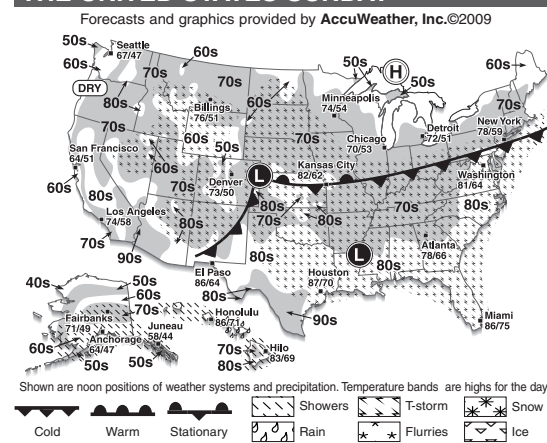 THE UNITED STATES SUNDAY
Forecasts and graphics provided by AccuWeather, Inc.©2009
50s
Seattle
67/47
60s
50s
H
50s
60s
60s
DRY
70s
80s
70s
60s
70s
Billings
76/51
70s
Minneapolis
74/54
60s
50s
70s
Chicago
70/53
Detroit
72/51
New York
78/59
San Francisco
64/51
60s
60s
80s
70s
Denver
73/50
L
Kansas City
82/62
Washington
81/64
80s
70s
80s
80s
70s
80s
Los Angeles
74/58
70s
90s
80s
L
80s
Atlanta
78/66
El Paso
86/64
Houston
87/70
80s
90s
Miami
86/75
40s
50s
60s
70s
Fairbanks
71/49
Juneau
58/44
60s
Anchorage
64/47
50s
50s
Honolulu
86/71
70s
80s
Hilo
83/69
Shown are noon positions of weather systems and precipitation. Temperature bands are highs for the day.
Cold
Warm
Stationary
Showers
Rain
T-storm
Flurries
Snow
Ice